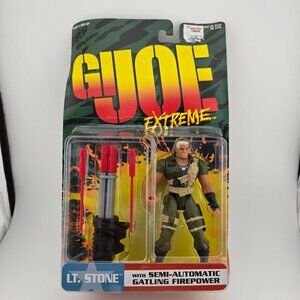 GI JOE
EXTREME
LT. STONE
WITH SEMI-AUTOMATIC
GATLING FIREPOWER